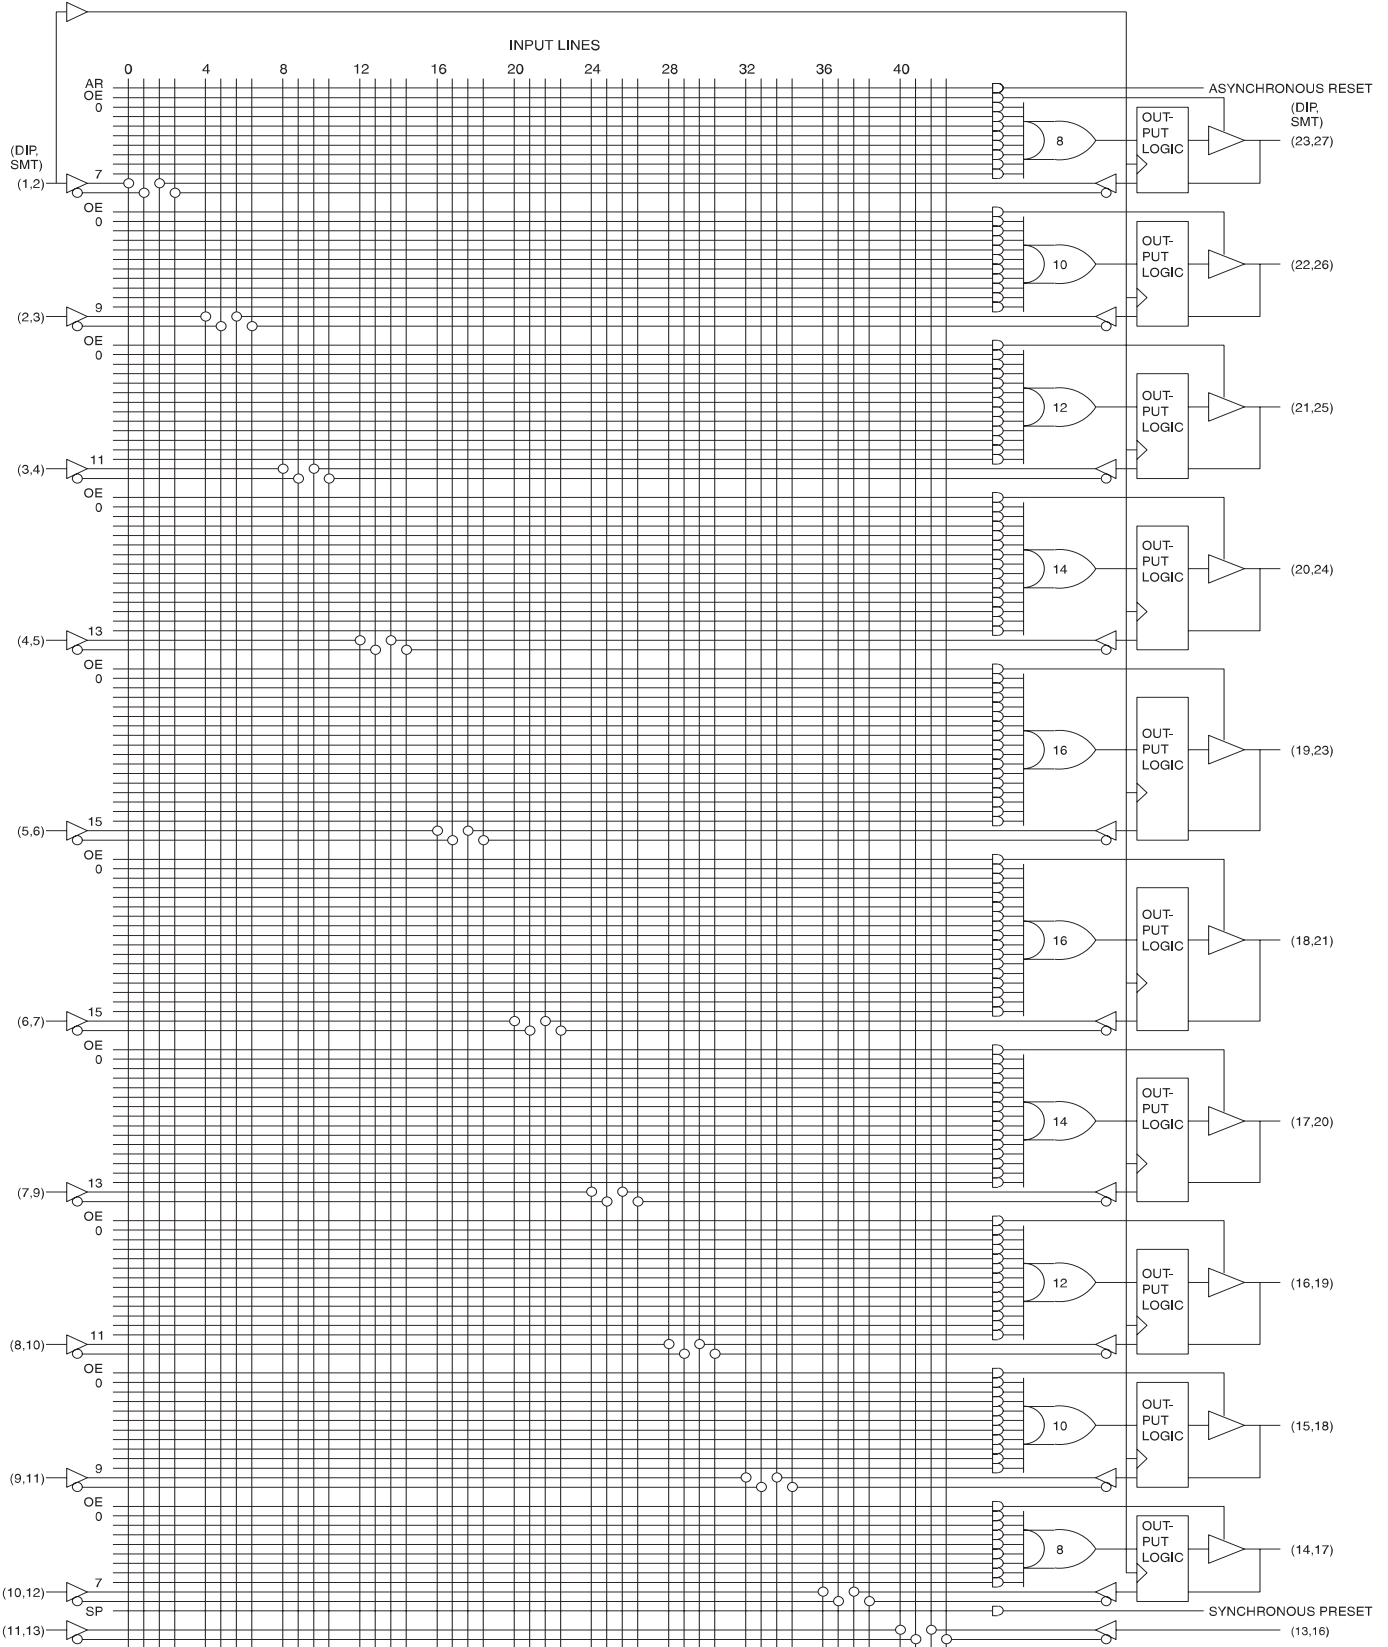 INPUT LINES
0 4 8 12 16 20 24 28 32 36 40
AR
ASYNCHRONOUS RESET
OE
0
(DIP,
SMT)
(DIP,
SMT)
8
OUT-
PUT
LOGIC
(23,27)
7
(1,2)
OE
0
10
OUT-
PUT
LOGIC
(22,26)
9
(2,3)
OE
0
12
OUT-
PUT
LOGIC
(21,25)
11
(3,4)
OE
0
14
OUT-
PUT
LOGIC
(20,24)
13
(4,5)
OE
0
16
OUT-
PUT
LOGIC
(19,23)
15
(5,6)
OE
0
16
OUT-
PUT
LOGIC
(18,21)
15
(6,7)
OE
0
14
OUT-
PUT
LOGIC
(17,20)
13
(7,9)
OE
0
12
OUT-
PUT
LOGIC
(16,19)
11
(8,10)
OE
0
10
OUT-
PUT
LOGIC
(15,18)
9
(9,11)
OE
0
8
OUT-
PUT
LOGIC
(14,17)
7
(10,12)
SP
SYNCHRONOUS PRESET
(11,13)
(13,16)